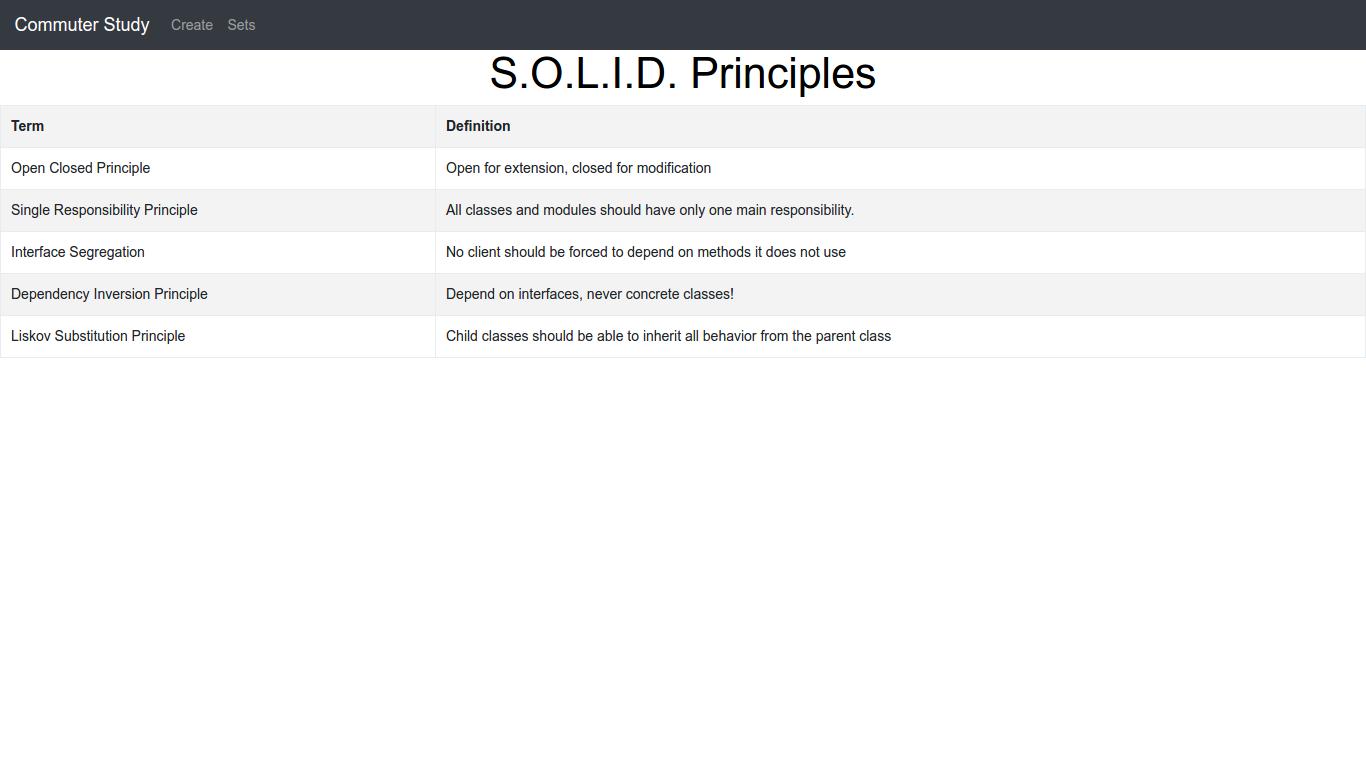 Commuter Study Create Sets
S.O.L.I.D. Principles
Term Definition
Open Closed Principle Open for extension, closed for modification
Single Responsibility Principle All classes and modules should have only one main responsibility.
Interface Segregation No client should be forced to depend on methods it does not use
Dependency Inversion Principle Depend on interfaces, never concrete classes!
Liskov Substitution Principle Child classes should be able to inherit all behavior from the parent class